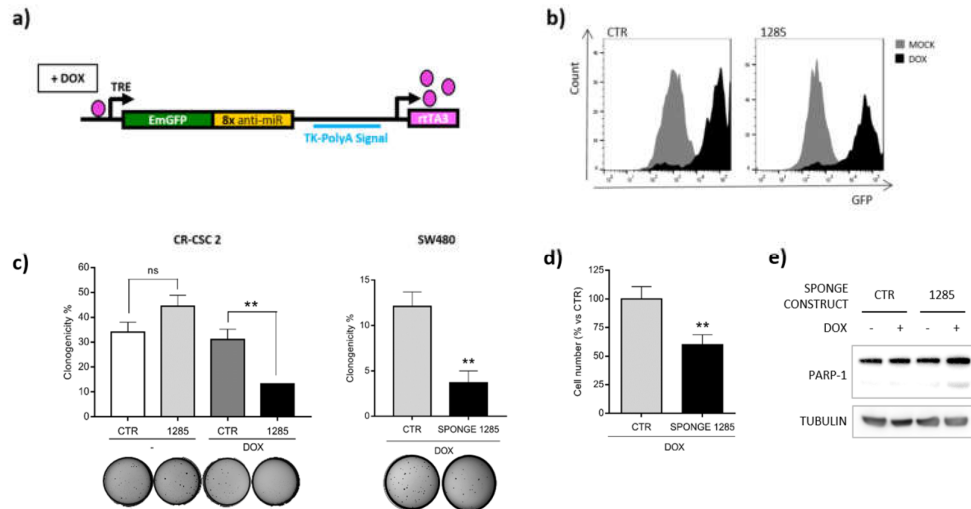 a)
+ DOX
TRE
EmGFP
8x anti-miR
TK-PolyA Signal
rtTA3
b)
CTR
1285
Count
MOCK
DOX
GFP
c)
CR-CSC 2
Clonogenicity %
60
50
40
30
20
10
0
ns
**
CTR
1285
CTR
1285
-
DOX
SW480
Clonogenicity %
15
10
5
0
**
CTR
SPONGE 1285
DOX
d)
Cell number (% vs CTR)
125
100
75
50
25
0
**
CTR
SPONGE 1285
DOX
e)
SPONGE
CONSTRUCT
CTR
1285
DOX
-
+
-
+
PARP-1
TUBULIN